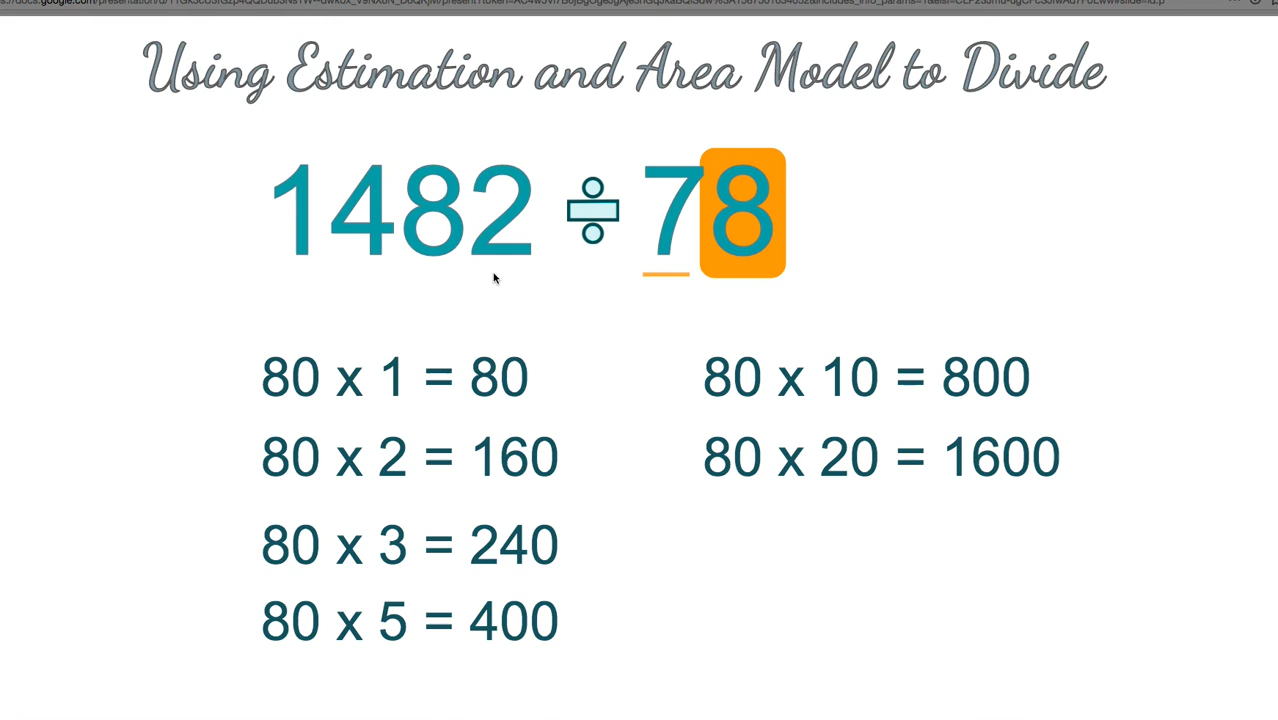 Using Estimation and Area Model to Divide
1482 ÷ 78
80 x 1 = 80
80 x 2 = 160
80 x 3 = 240
80 x 5 = 400
80 x 10 = 800
80 x 20 = 1600